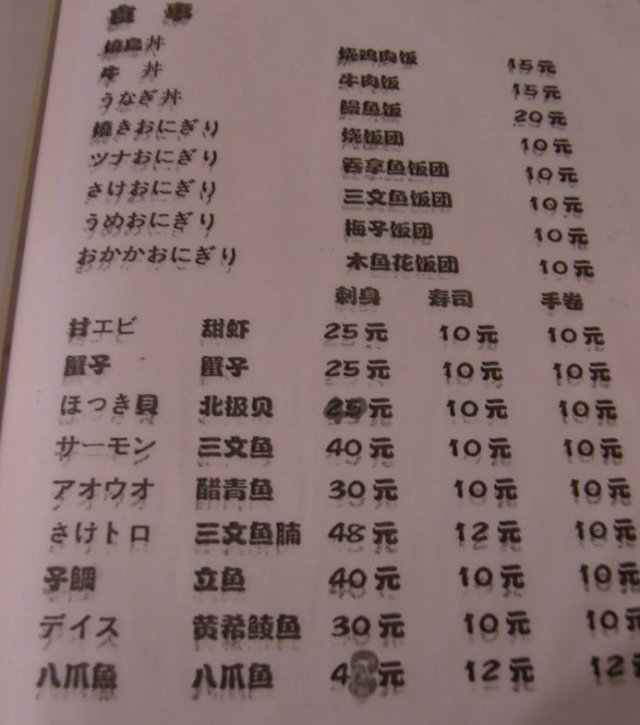 食事
焼鳥丼 烧鸡肉饭 15元
牛丼 牛肉饭 15元
うなぎ丼 鳗鱼饭 20元
焼きおにぎり 烧饭团 10元
ツナおにぎり 吞享鱼饭团 10元
さけおにぎり 三文鱼饭团 10元
うめおにぎり 梅子饭团 10元
おかかおにぎり 木鱼花饭团 10元
刺身 寿司 手卷
甘エビ 甜虾 25元 10元 10元
蟹子 蟹子 25元 10元 10元
ほつき貝 北极贝 25元 10元 10元
サーモン 三文鱼 40元 10元 10元
アオウオ 醋青鱼 30元 10元 10元
さけトロ 三文鱼腩 48元 12元 10元
子鯛 立鱼 40元 10元 10元
デイス 黄希鲮鱼 30元 10元 10元
八爪魚 八爪鱼 元 12元 12